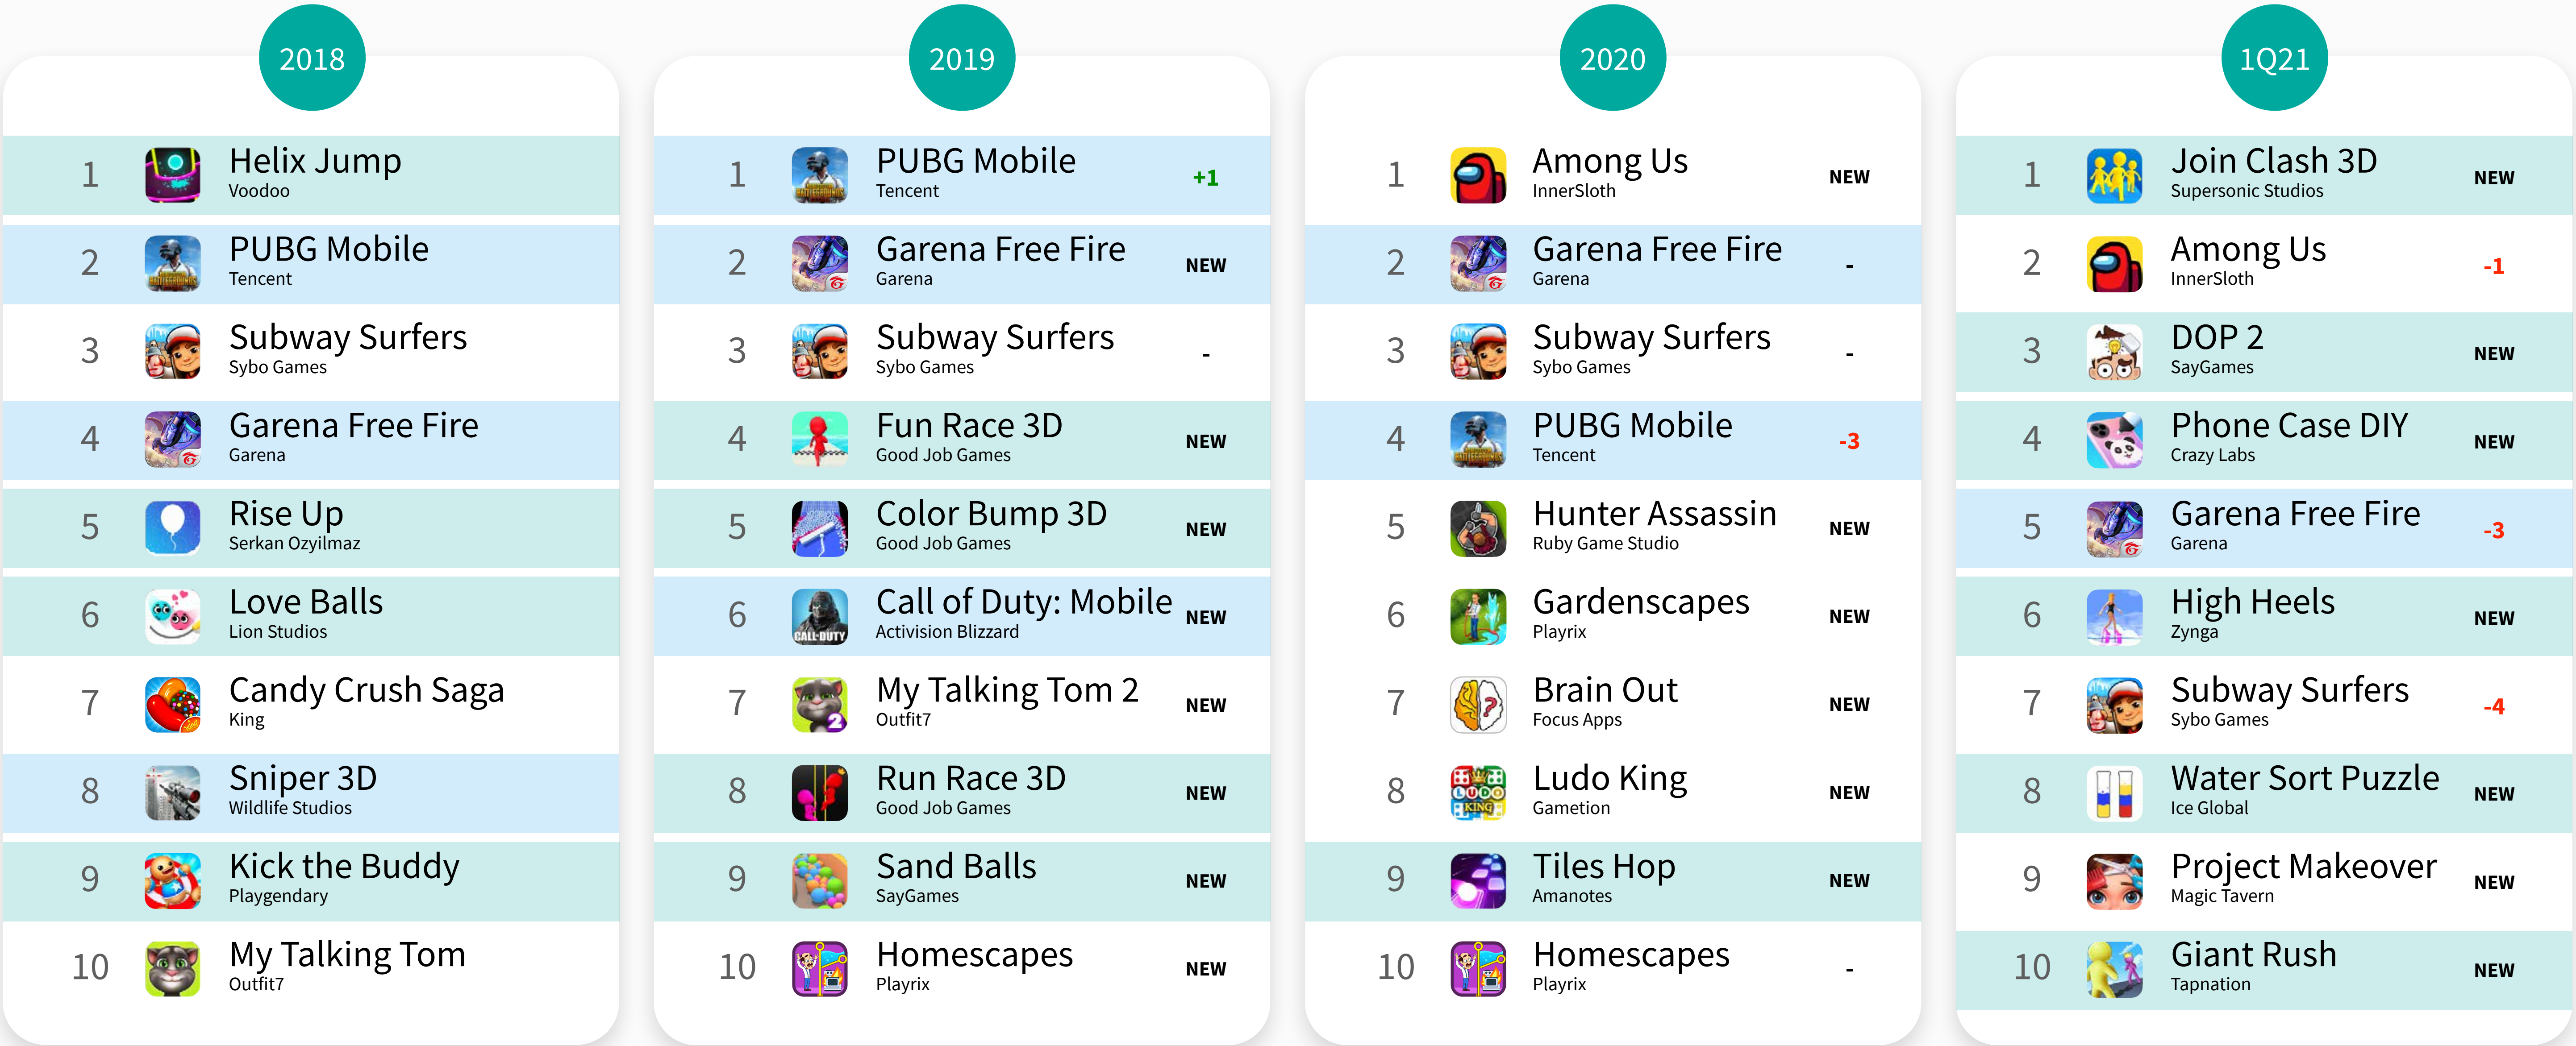 2018
1
Helix Jump
Voodoo
2
PUBG Mobile
Tencent
3
Subway Surfers
Sybo Games
4
Garena Free Fire
Garena
5
Rise Up
Serkan Ozyilmaz
6
Love Balls
Lion Studios
7
Candy Crush Saga
King
8
Sniper 3D
Wildlife Studios
9
Kick the Buddy
Playgendary
10
My Talking Tom
Outfit7
2019
1
PUBG Mobile
Tencent
+1
2
Garena Free Fire
Garena
NEW
3
Subway Surfers
Sybo Games
-
4
Fun Race 3D
Good Job Games
NEW
5
Color Bump 3D
Good Job Games
NEW
6
CALL·DUTY
Call of Duty: Mobile
Activision Blizzard
NEW
7
2
My Talking Tom 2
Outfit7
NEW
8
Run Race 3D
Good Job Games
NEW
9
Sand Balls
SayGames
NEW
10
Homescapes
Playrix
NEW
2020
1
Among Us
InnerSloth
NEW
2
Garena Free Fire
Garena
-
3
Subway Surfers
Sybo Games
-
4
PUBG Mobile
Tencent
-3
5
Hunter Assassin
Ruby Game Studio
NEW
6
Gardenscapes
Playrix
NEW
7
Brain Out
Focus Apps
NEW
8
LUDO
KING
Ludo King
Gametion
NEW
9
Tiles Hop
Amanotes
NEW
10
Homescapes
Playrix
-
1Q21
1
Join Clash 3D
Supersonic Studios
NEW
2
Among Us
InnerSloth
-1
3
DOP 2
SayGames
NEW
4
Phone Case DIY
Crazy Labs
NEW
5
Garena Free Fire
Garena
-3
6
High Heels
Zynga
NEW
7
Subway Surfers
Sybo Games
-4
8
Water Sort Puzzle
Ice Global
NEW
9
Project Makeover
Magic Tavern
NEW
10
Giant Rush
Tapnation
NEW